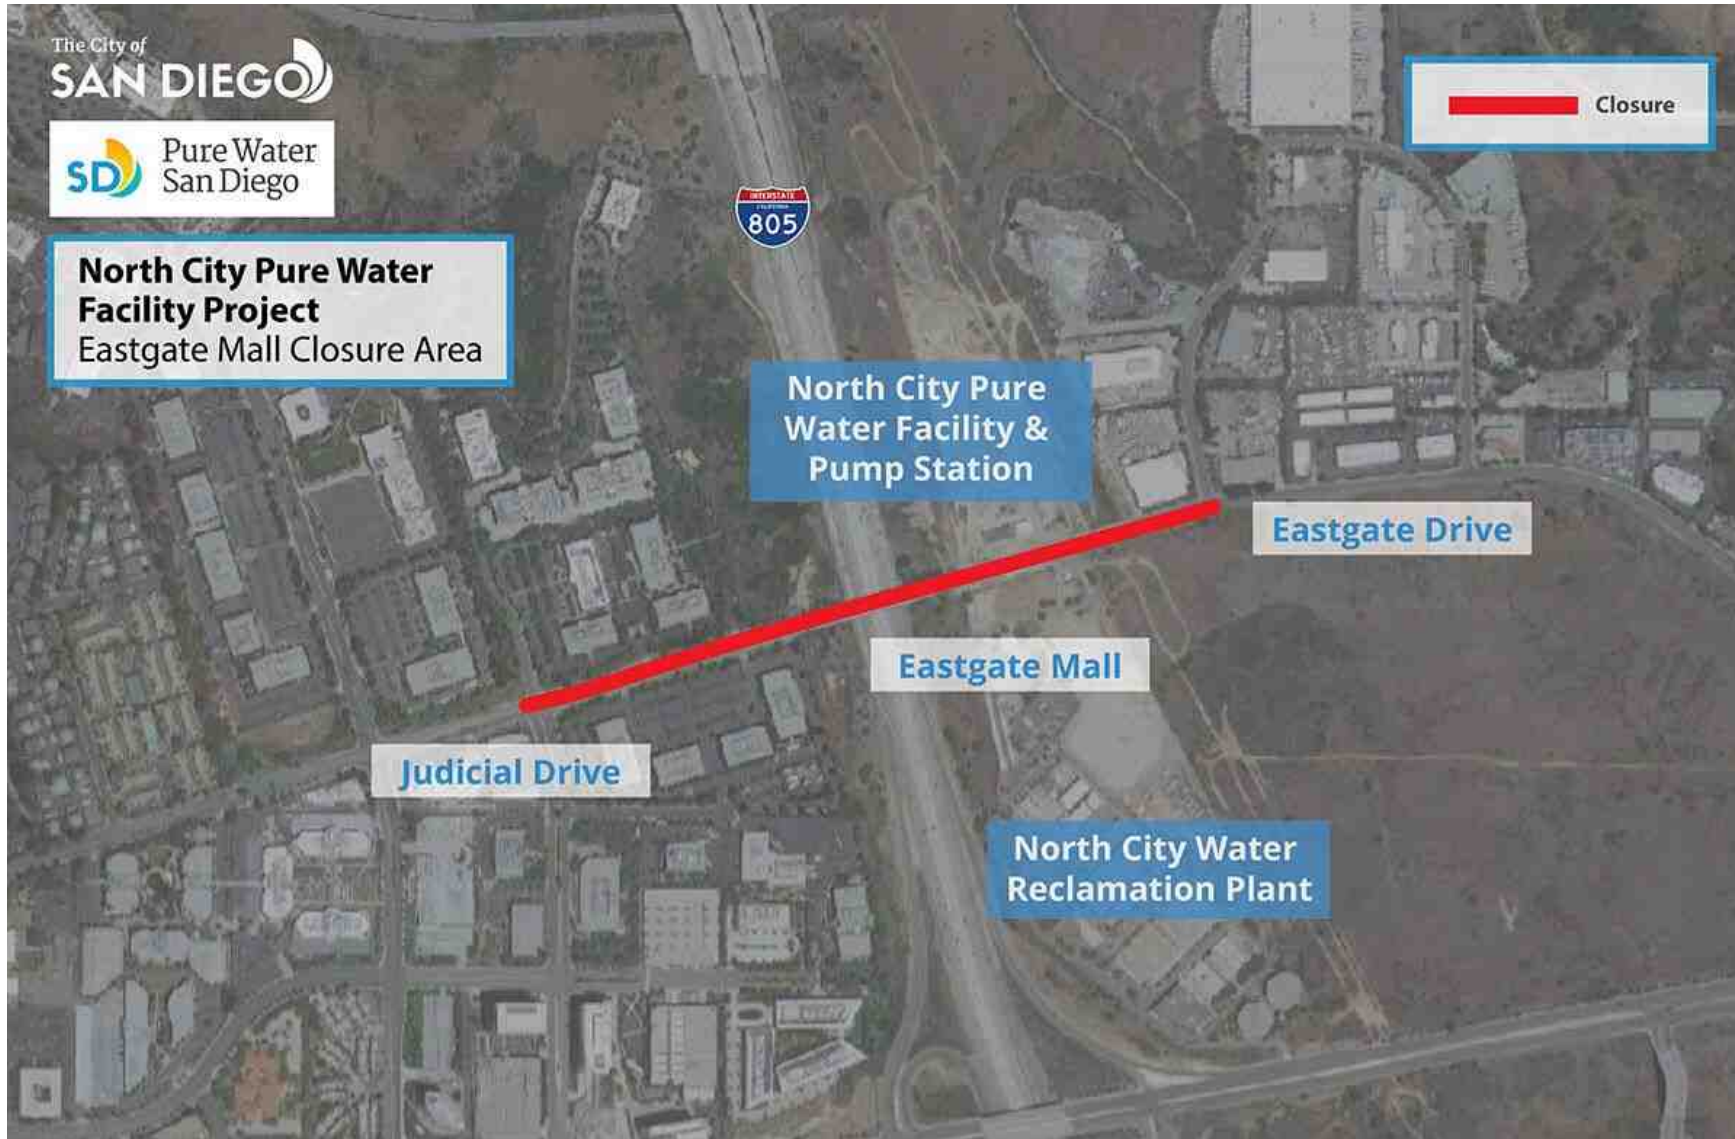 The City of
SAN DIEGO
SD
Pure Water
San Diego
North City Pure Water
Facility Project
Eastgate Mall Closure Area
Closure
INTERSTATE
CALIFORNIA
805
North City Pure
Water Facility &
Pump Station
Eastgate Drive
Eastgate Mall
Judicial Drive
North City Water
Reclamation Plant